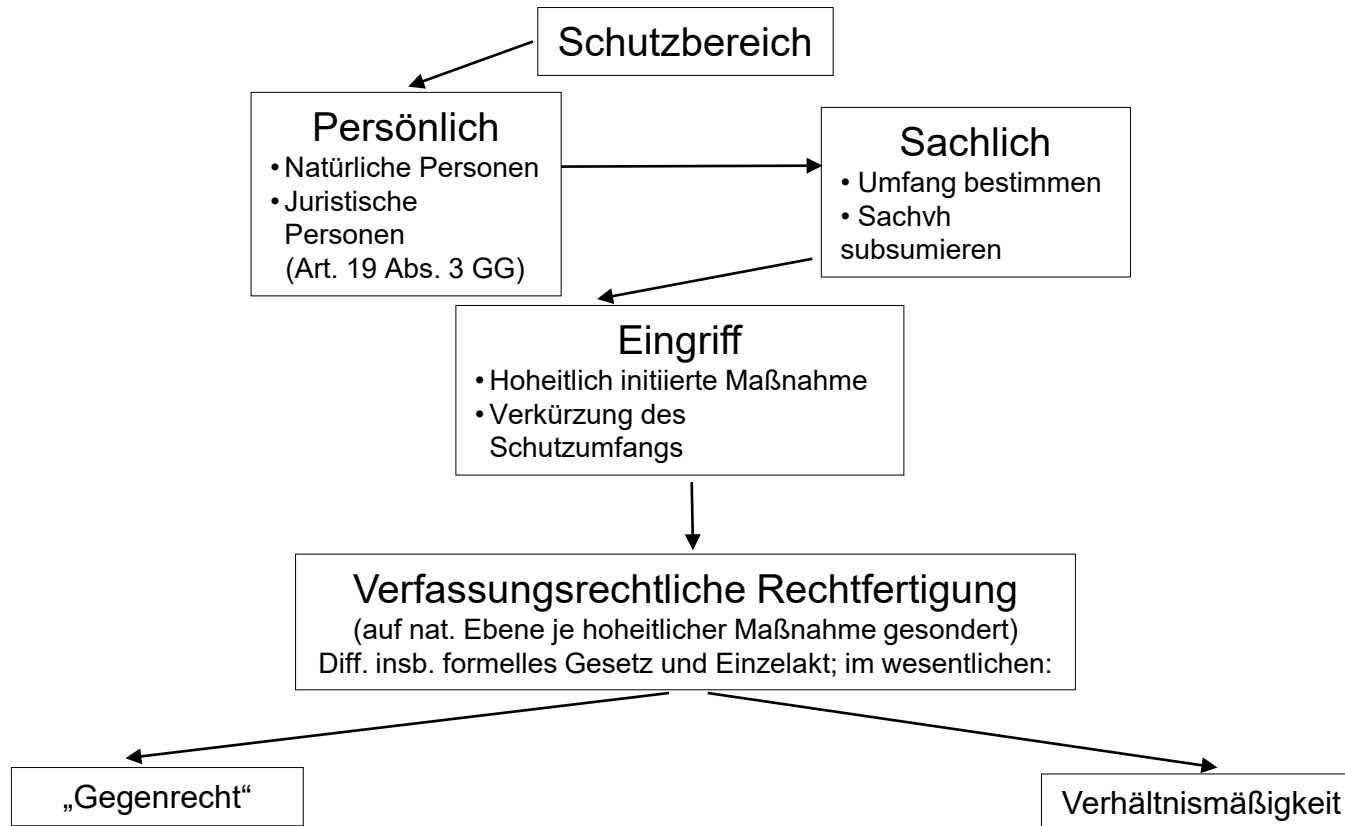 Schutzbereich
Persönlich
• Natürliche Personen
• Juristische
Personen
(Art. 19 Abs. 3 GG)
Sachlich
• Umfang bestimmen
• Sachvh
subsumieren
Eingriff
• Hoheitlich initiierte Maßnahme
• Verkürzung des
Schutzumfangs
Verfassungsrechtliche Rechtfertigung
(auf nat. Ebene je hoheitlicher Maßnahme gesondert)
Diff. insb. formelles Gesetz und Einzelakt; im wesentlichen:
„Gegenrecht“
Verhältnismäßigkeit